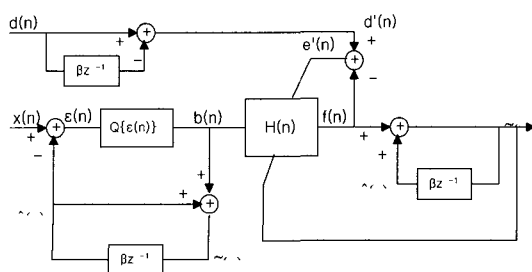 d(n)
d'(n)
+
+
−
e'(n)
βz⁻¹
−
x(n)
ε(n)
Q{ε(n)}
b(n)
H(n)
f(n)
+
+
+
+
−
+
+
+
+
βz⁻¹
βz⁻¹